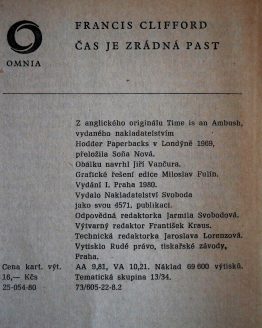 FRANCIS CLIFFORD
ČAS JE ZRÁDNÁ PAST
OMNIA
Z anglického originálu Time is an Ambush,
vydaného nakladatelstvím
Hodder Paperbacks v Londýně 1969,
přeložila Soňa Nová.
Obálku navrhl Jiří Vančura.
Grafické řešení edice Miloslav Fulín.
Vydání I. Praha 1980.
Vydalo Nakladatelství Svoboda
jako svou 4571. publikaci.
Odpovědná redaktorka Jarmila Svobodová.
Výtvarný redaktor František Kraus.
Technická redaktorka Jaroslava Lorenzová.
Vytisklo Rudé právo, tiskařské závody,
Praha.
Cena kart. výt. AA 9,81, VA 10,21. Náklad 69 600 výtisků.
16,— Kčs Tematická skupina 13/34.
25-054-80 73/605-22-8.2